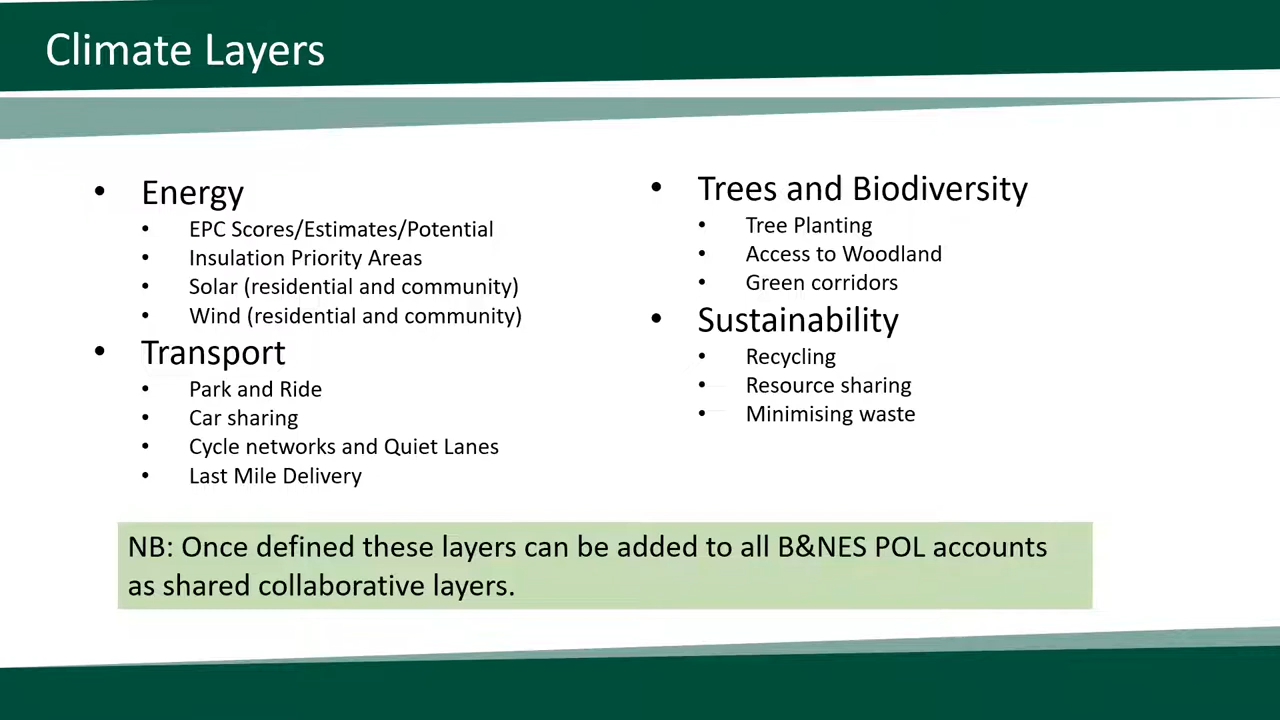 Climate Layers
• Energy
• EPC Scores/Estimates/Potential
• Insulation Priority Areas
• Solar (residential and community)
• Wind (residential and community)
• Transport
• Park and Ride
• Car sharing
• Cycle networks and Quiet Lanes
• Last Mile Delivery
• Trees and Biodiversity
• Tree Planting
• Access to Woodland
• Green corridors
• Sustainability
• Recycling
• Resource sharing
• Minimising waste
NB: Once defined these layers can be added to all B&NES POL accounts
as shared collaborative layers.